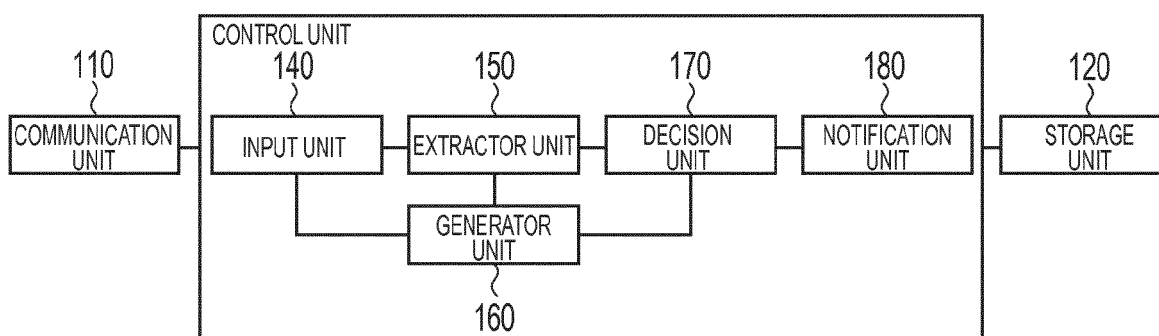 CONTROL UNIT
140
150
170
180
110
120
COMMUNICATION
UNIT
INPUT UNIT
EXTRACTOR UNIT
DECISION
UNIT
NOTIFICATION
UNIT
STORAGE
UNIT
GENERATOR
UNIT
160